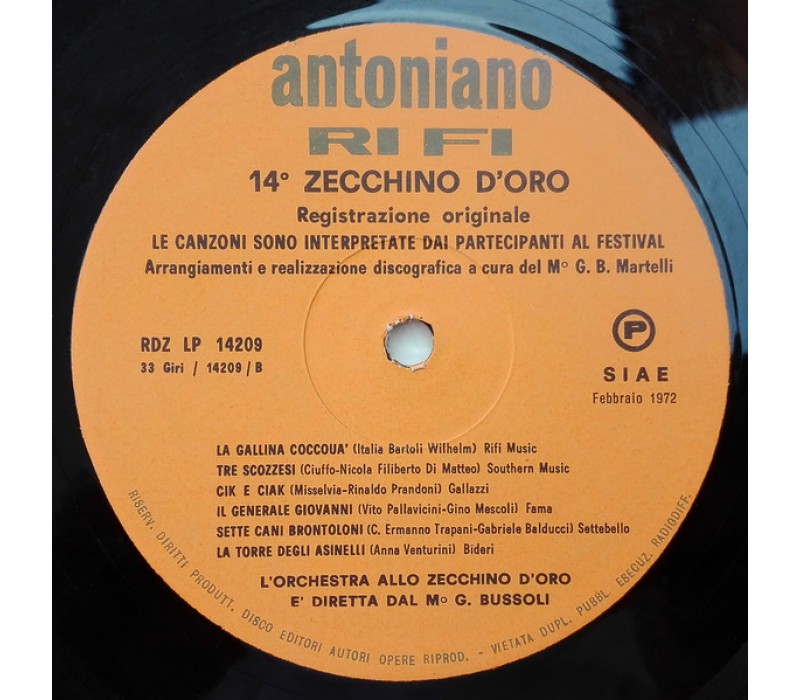 antoniano
RI FI
14° ZECCHINO D'ORO
Registrazione originale
LE CANZONI SONO INTERPRETATE DAI PARTECIPANTI AL FESTIVAL
Arrangiamenti e realizzazione discografica a cura del M° G. B. Martelli
RDZ LP 14209
33 Giri / 14209 / B
P
SIAE
Febbraio 1972
LA GALLINA COCCOUA' (Italia Bartoli Wilhelm) Rifi Music
TRE SCOZZESI (Ciuffo-Nicola Filiberto Di Matteo) Southern Music
CIK E CIAK (Misselvia-Rinaldo Prandoni) Gallazzi
IL GENERALE GIOVANNI (Vito Pallavicini-Gino Mescoli) Fama
SETTE CANI BRONTOLONI (C. Ermanno Trapani-Gabriele Balducci) Settebello
LA TORRE DEGLI ASINELLI (Anna Venturini) Bideri
L'ORCHESTRA ALLO ZECCHINO D'ORO
E' DIRETTA DAL M° G. BUSSOLI
RISERV. DIRITTI PRODUTT. DISCO EDITORI AUTORI OPERE RIPROD. - VIETATA DUPL. PUBBL. ESECUZ. RADIODIFF.